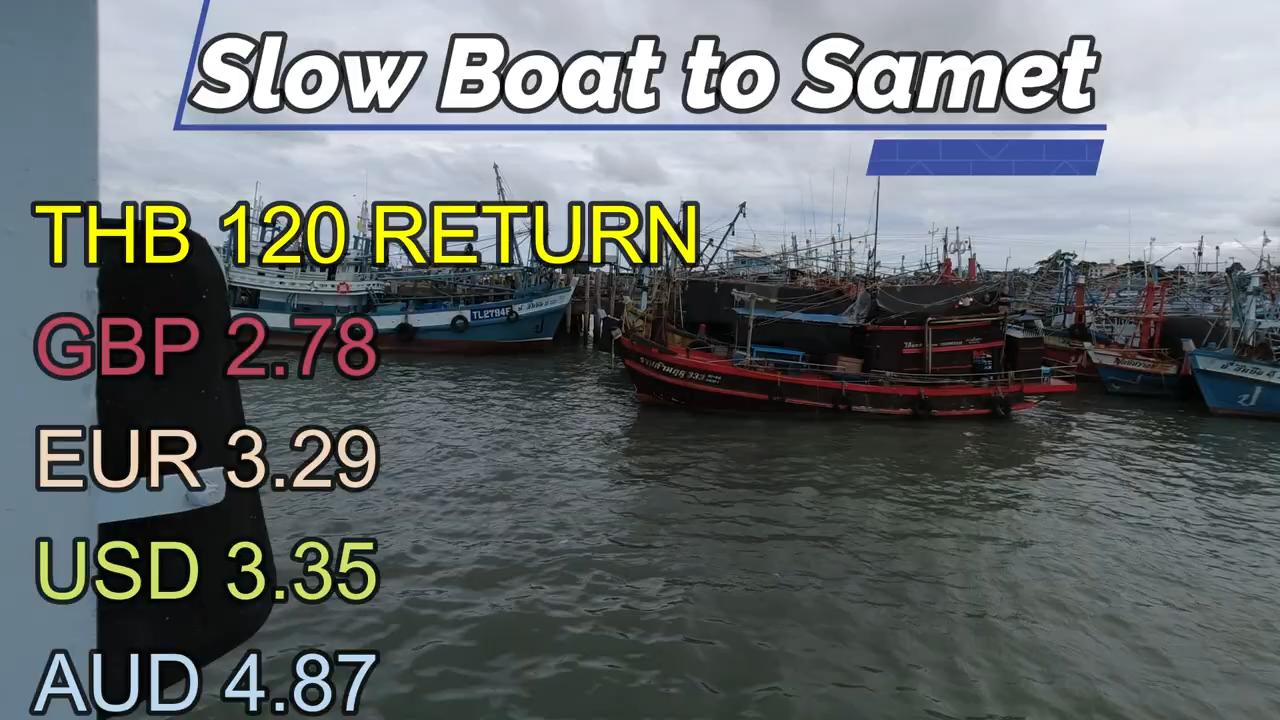 Slow Boat to Samet
THB 120 RETURN
GBP 2.78
TL2794F
333
EUR 3.29
USD 3.35
AUD 4.87